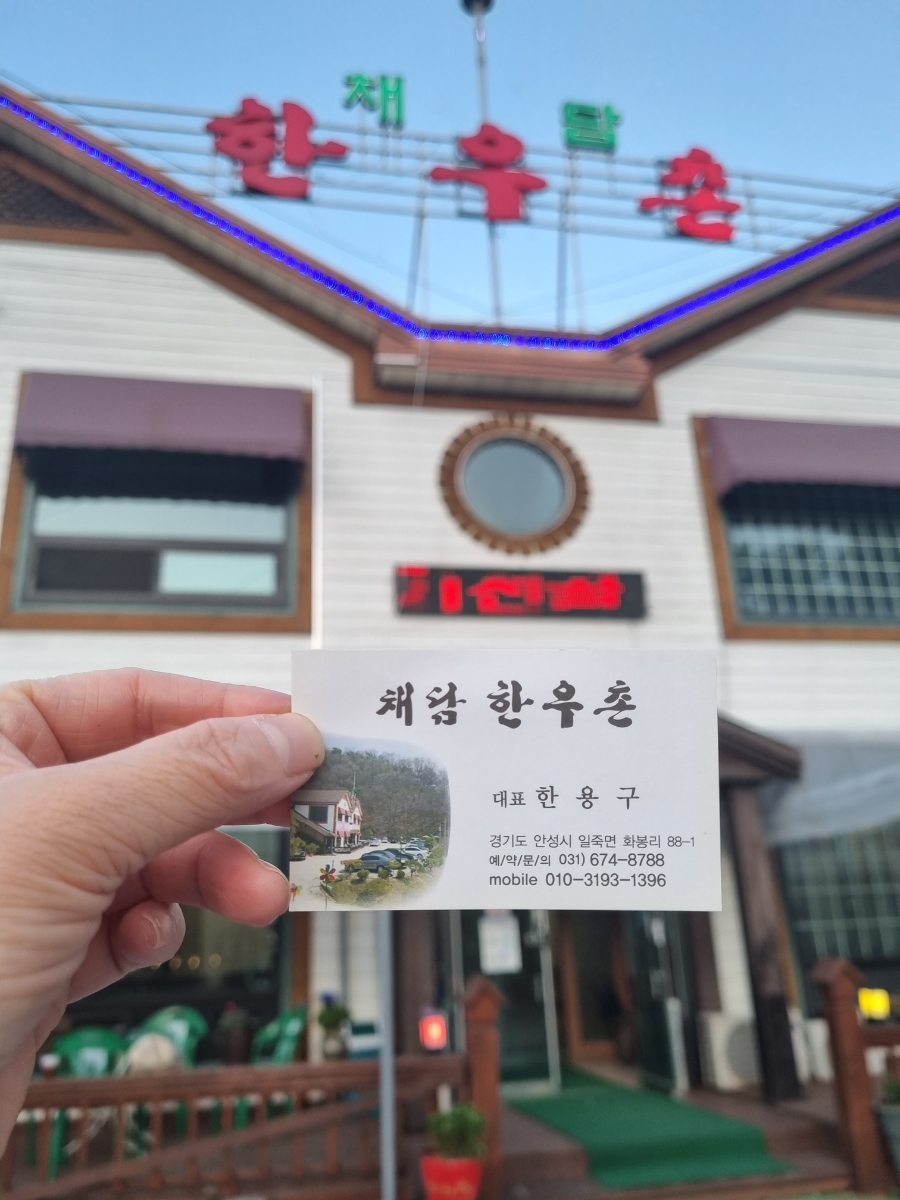 채담
한우촌
채담 한우촌
대표 한 용 구
경기도 안성시 일죽면 화봉리 88-1
예/약/문/의 031) 674-8788
mobile 010-3193-1396